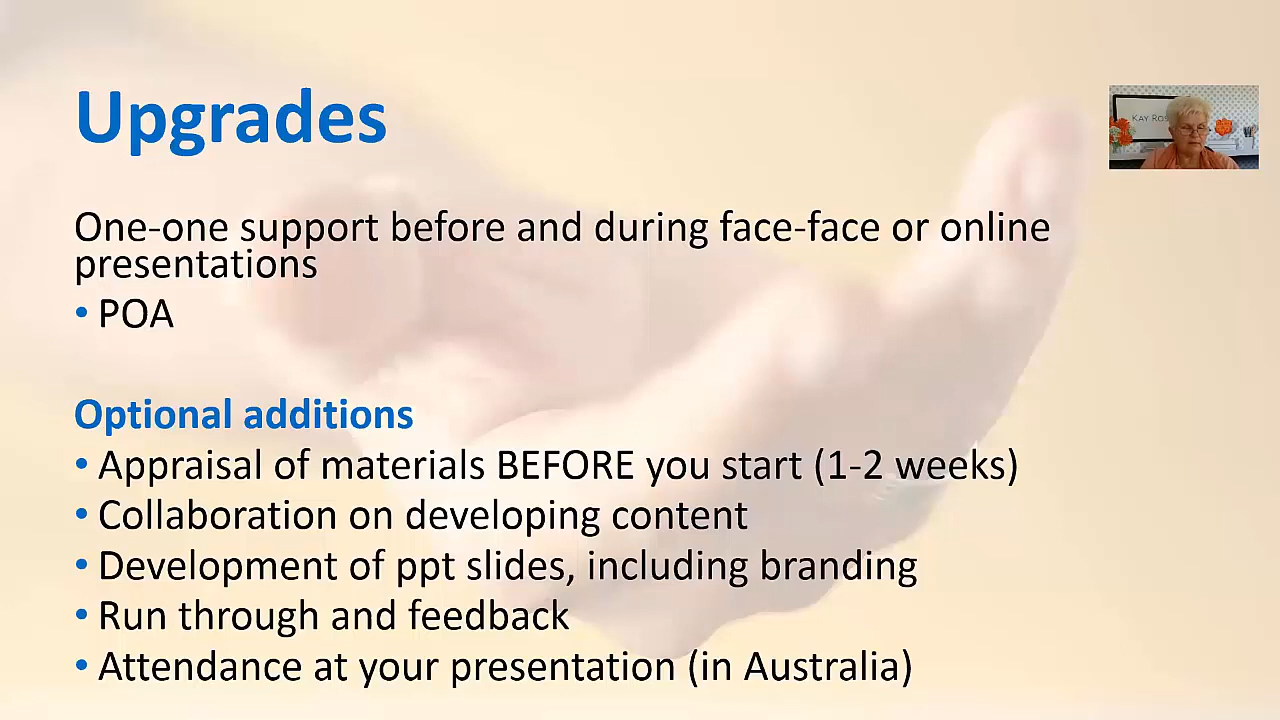 Upgrades
KAY ROS
One-one support before and during face-face or online
presentations
• POA
Optional additions
• Appraisal of materials BEFORE you start (1-2 weeks)
• Collaboration on developing content
• Development of ppt slides, including branding
• Run through and feedback
• Attendance at your presentation (in Australia)